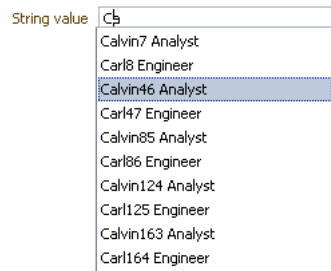 String value Ca
Calvin7 Analyst
Carl8 Engineer
Calvin46 Analyst
Carl47 Engineer
Calvin85 Analyst
Carl86 Engineer
Calvin124 Analyst
Carl125 Engineer
Calvin163 Analyst
Carl164 Engineer